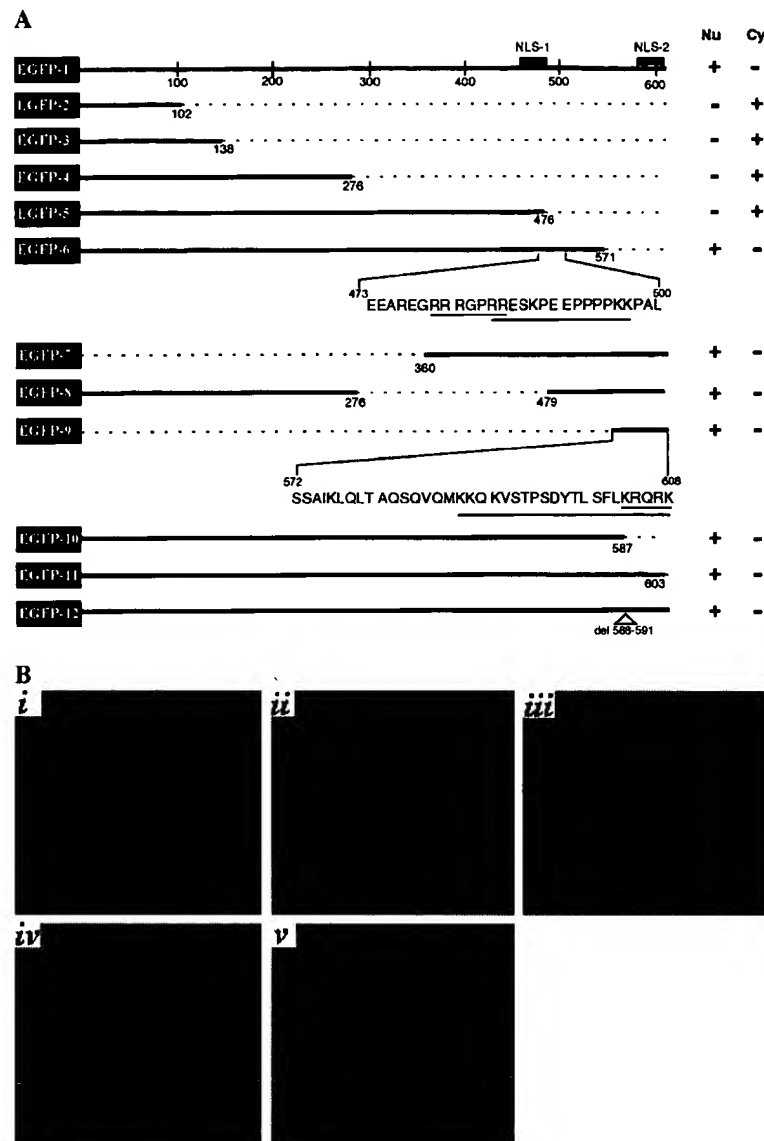 A
Nu Cy
NLS-1 NLS-2
EGFP-1 + -
100 200 300 400 500 600
EGFP-2 - +
102
EGFP-3 - +
138
EGFP-4 - +
276
EGFP-5 - +
476
EGFP-6 + -
571
473 500
EEAREGRR RGPRRESKPE EPPPPKKPAL
EGFP-7 + -
360
EGFP-8 + -
276 479
EGFP-9 + -
572 608
SSAIKLQLTAQSQVQMKKQ KVSTPSDYTL SFLKRQRK
EGFP-10 + -
587
EGFP-11 + -
603
EGFP-12 + -
del 588-591
B
i ii iii
iv v